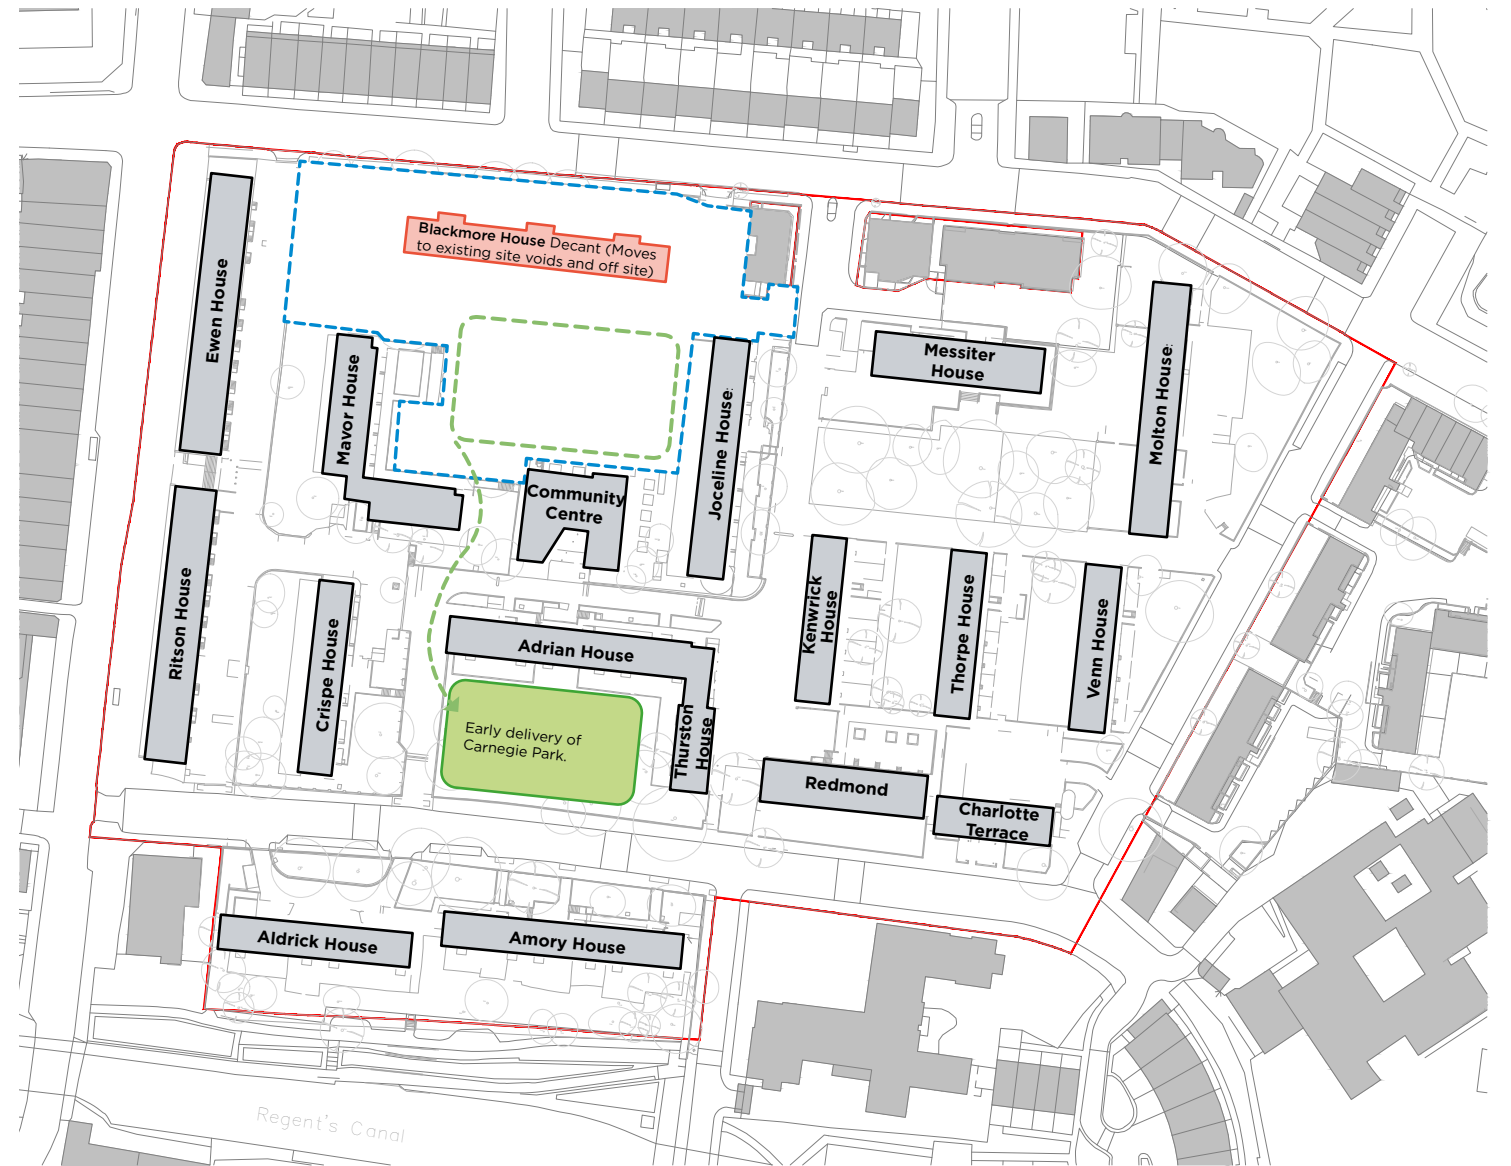 Blackmore House Decant (Moves
to existing site voids and off site)
Ewen House
Mavor House
Joceline House:
Messiter
House
Molton House:
Community
Centre
Ritson House
Crispe House
Adrian House
Thurston
House
Early delivery of
Carnegie Park.
Kenwrick
House
Thorpe House
Venn House
Redmond
Charlotte
Terrace
Aldrick House
Amory House
Regent's Canal